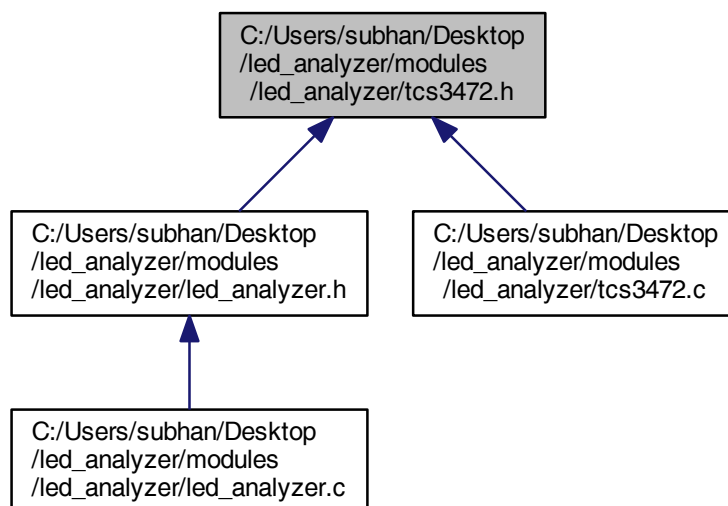 C:/Users/subhan/Desktop
/led_analyzer/modules
/led_analyzer/tcs3472.h
C:/Users/subhan/Desktop
/led_analyzer/modules
/led_analyzer/led_analyzer.h
C:/Users/subhan/Desktop
/led_analyzer/modules
/led_analyzer/tcs3472.c
C:/Users/subhan/Desktop
/led_analyzer/modules
/led_analyzer/led_analyzer.c